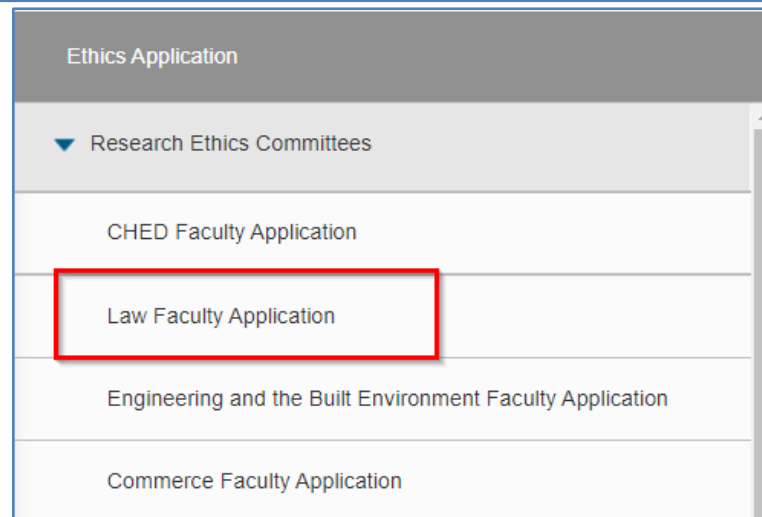 Ethics Application
Research Ethics Committees
CHED Faculty Application
Law Faculty Application
Engineering and the Built Environment Faculty Application
Commerce Faculty Application